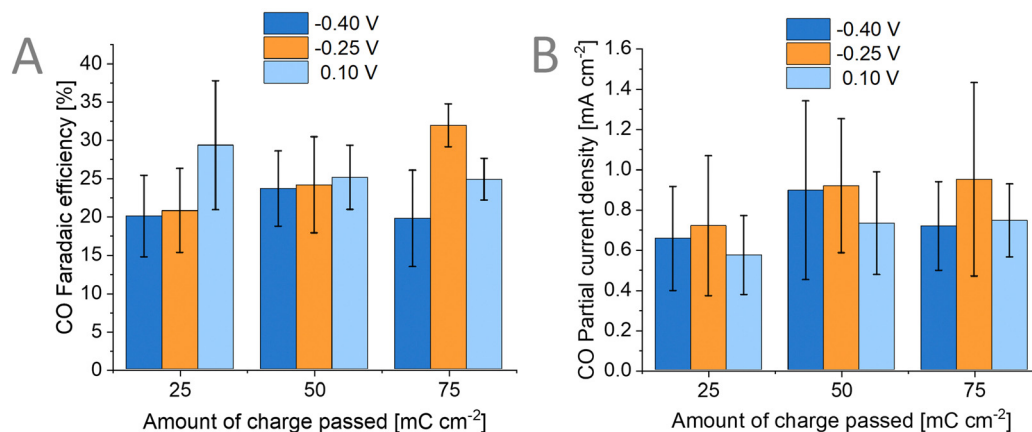 A
-0.40 V
-0.25 V
0.10 V
CO Faradaic efficiency [%]
40
35
30
25
20
15
10
5
0
25
50
75
Amount of charge passed [mC cm⁻²]
B
-0.40 V
-0.25 V
0.10 V
CO Partial current density [mA cm⁻²]
1.6
1.4
1.2
1.0
0.8
0.6
0.4
0.2
0.0
25
50
75
Amount of charge passed [mC cm⁻²]